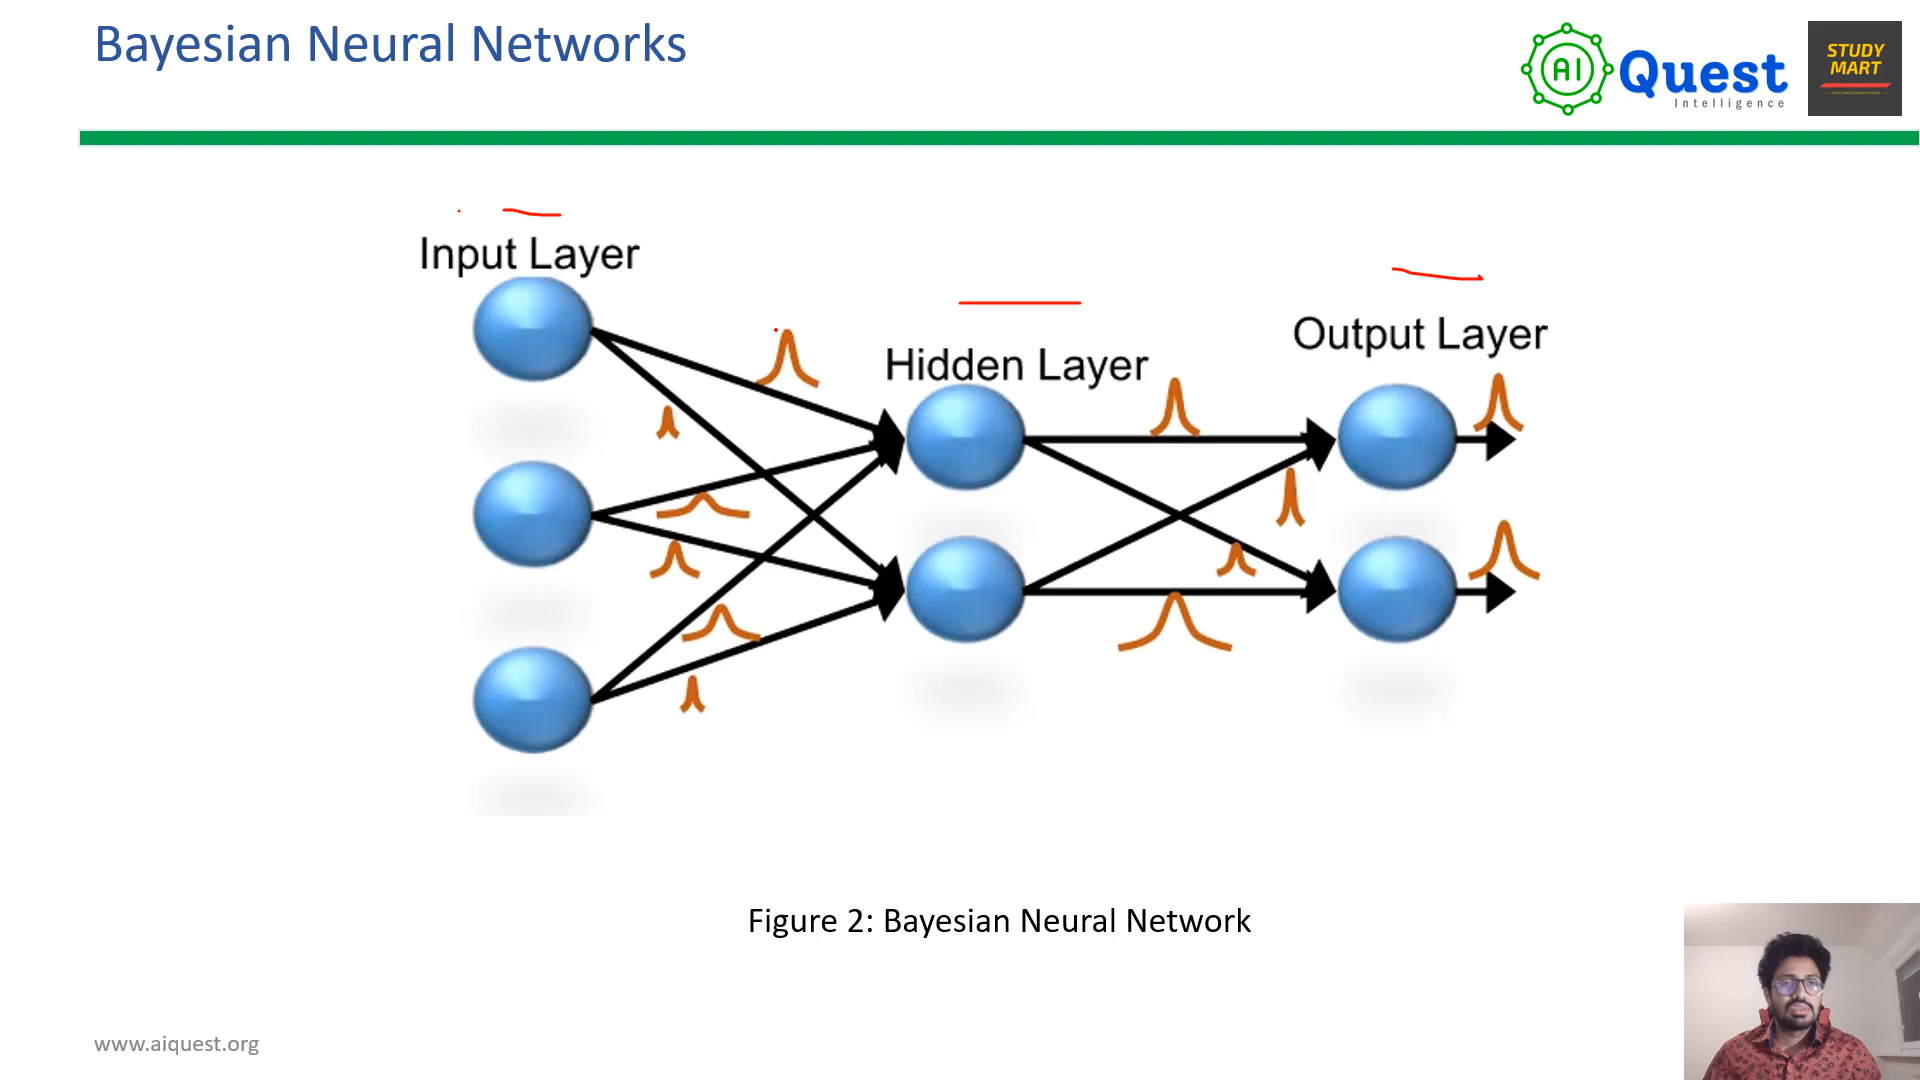 Bayesian Neural Networks
AI
Quest
Intelligence
STUDY
MART
Input Layer
Hidden Layer
Output Layer
Figure 2: Bayesian Neural Network
www.aiquest.org